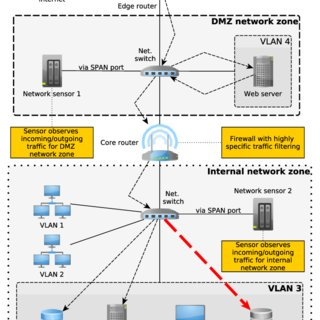 Internet
Edge router
DMZ network zone
VLAN 4
Net.
switch
via SPAN port
Network sensor 1
Web server
Sensor observes
incoming/outgoing
traffic for DMZ
network zone
Core router
Firewall with highly
specific traffic filtering
Internal network zone
Net.
switch
Network sensor 2
via SPAN port
VLAN 1
VLAN 2
Sensor observes
incoming/outgoing
traffic for internal
network zone
VLAN 3